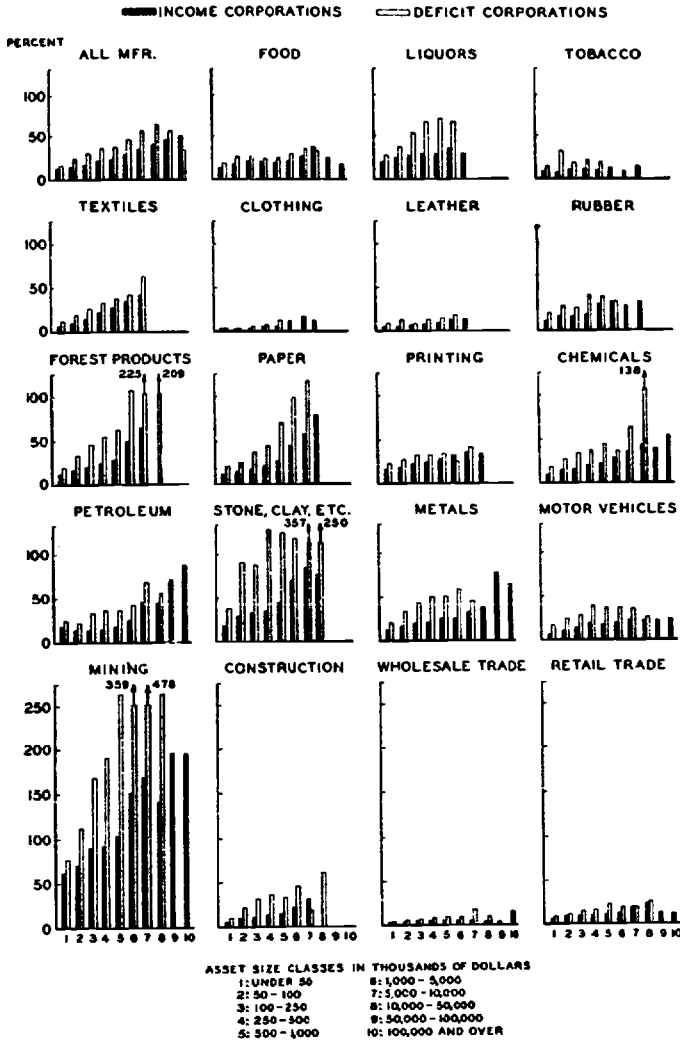 INCOME CORPORATIONS DEFICIT CORPORATIONS
PERCENT
ALL MFR. FOOD LIQUORS TOBACCO
100
50
0
TEXTILES CLOTHING LEATHER RUBBER
100
50
0
FOREST PRODUCTS PAPER PRINTING CHEMICALS
225 209 138
100
50
0
PETROLEUM STONE, CLAY, ETC. METALS MOTOR VEHICLES
357 250
100
50
0
MINING CONSTRUCTION WHOLESALE TRADE RETAIL TRADE
359 478
250
200
150
100
50
0
1 2 3 4 5 6 7 8 9 10 1 2 3 4 5 6 7 8 9 10 1 2 3 4 5 6 7 8 9 10 1 2 3 4 5 6 7 8 9 10
ASSET SIZE CLASSES IN THOUSANDS OF DOLLARS
1: UNDER 50 6: 1,000 - 5,000
2: 50 - 100 7: 5,000 - 10,000
3: 100 - 250 8: 10,000 - 50,000
4: 250 - 500 9: 50,000 - 100,000
5: 500 - 1,000 10: 100,000 AND OVER